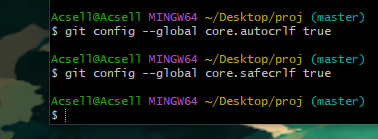 Acsell@Acsell MINGW64 ~/Desktop/proj (master)
$ git config --global core.autocrlf true
Acsell@Acsell MINGW64 ~/Desktop/proj (master)
$ git config --global core.safecrlf true
Acsell@Acsell MINGW64 ~/Desktop/proj (master)
$